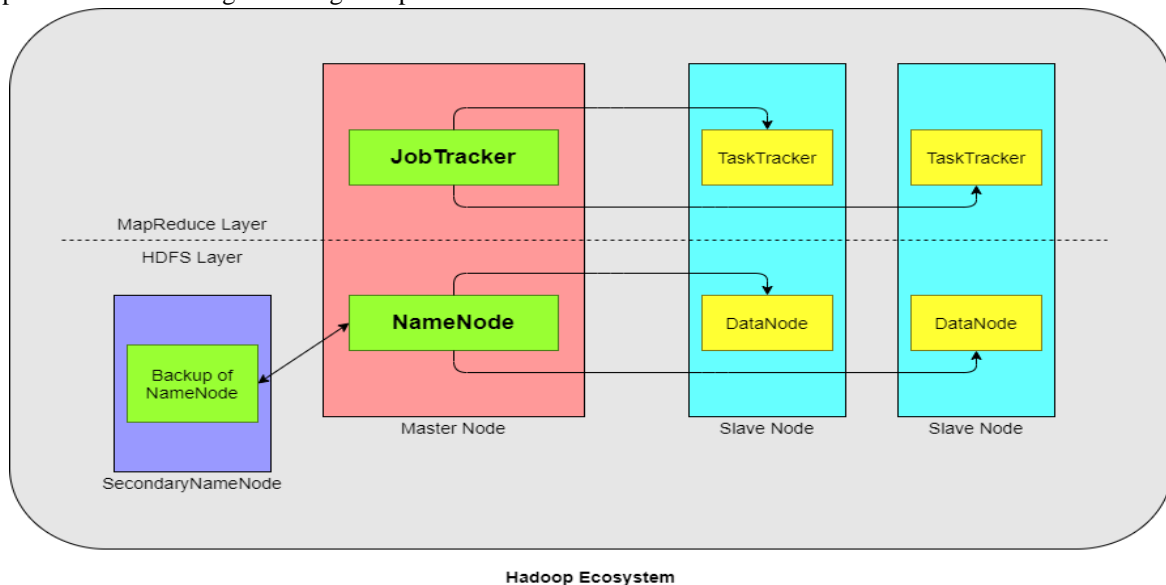 JobTracker
TaskTracker
TaskTracker
MapReduce Layer
HDFS Layer
NameNode
DataNode
DataNode
Backup of
NameNode
Master Node
Slave Node
Slave Node
SecondaryNameNode
Hadoop Ecosystem